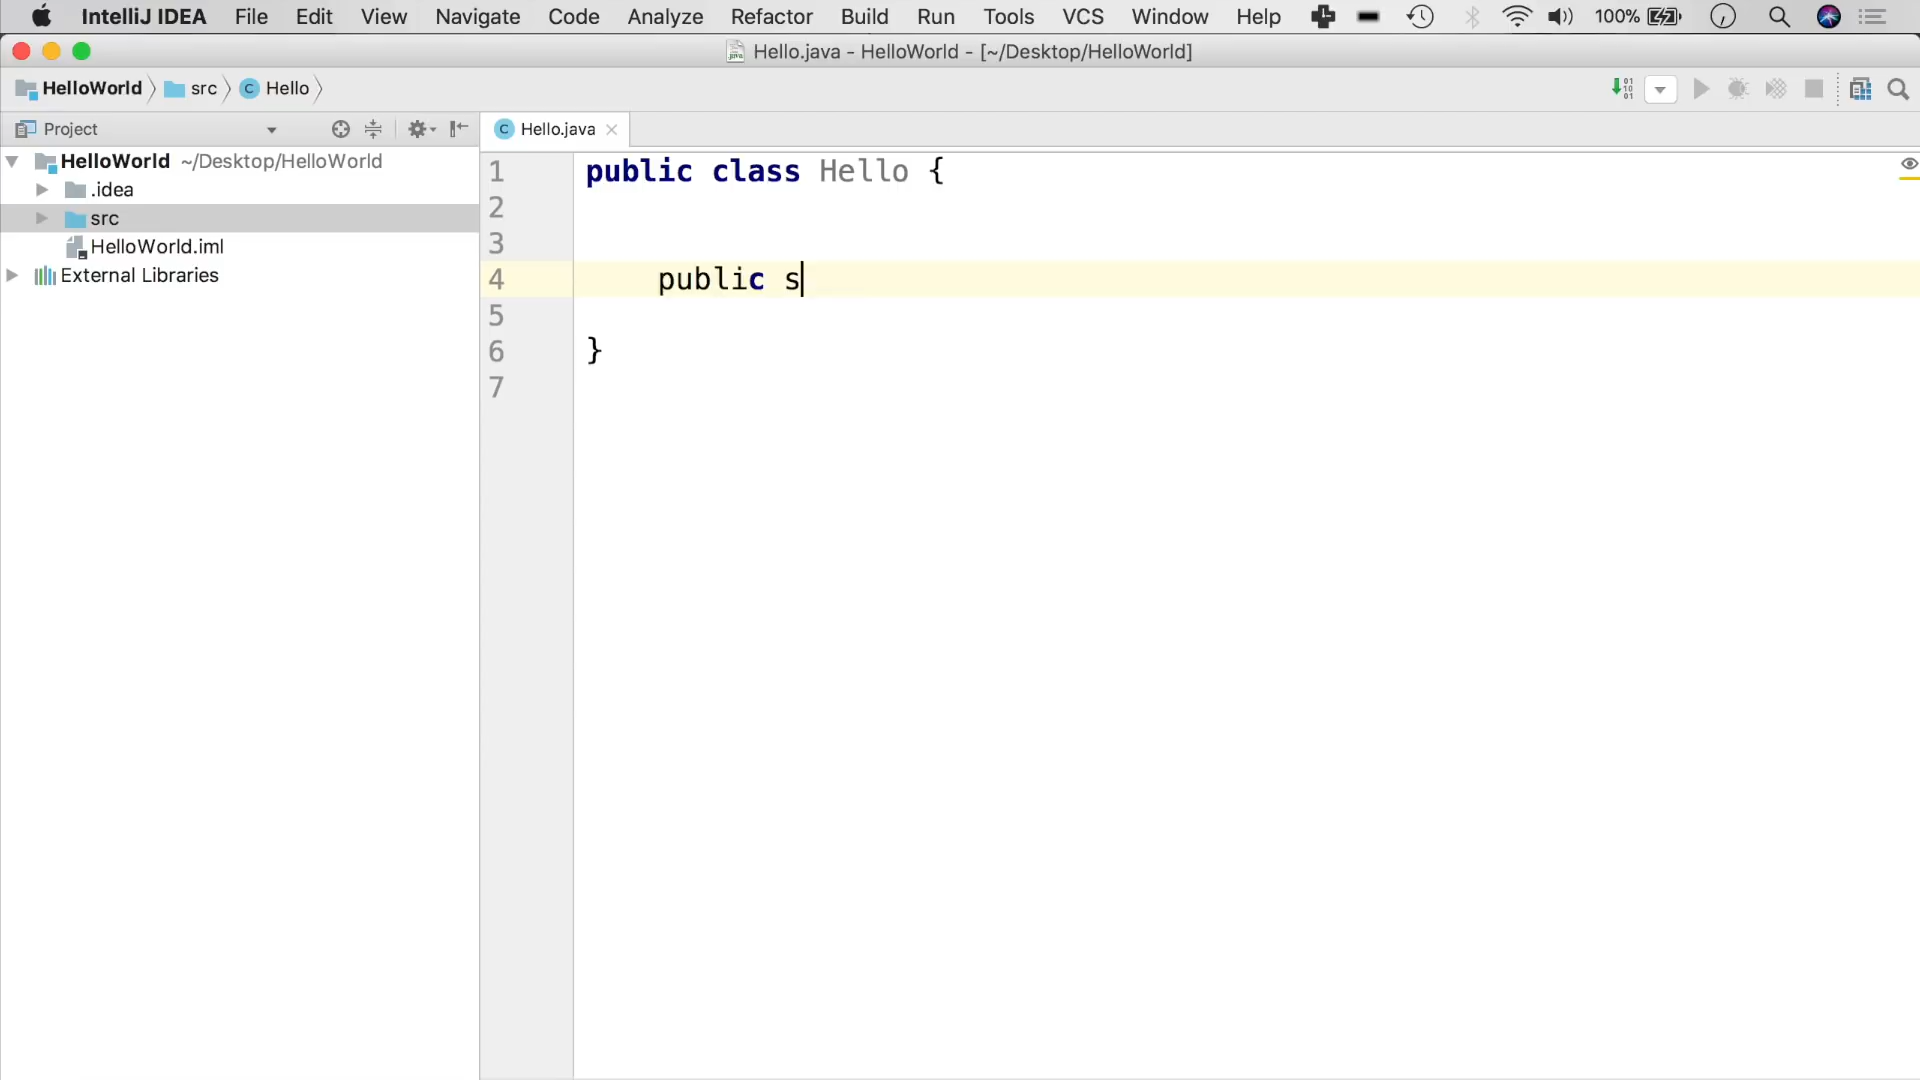 IntelliJ IDEA File Edit View Navigate Code Analyze Refactor Build Run Tools VCS Window Help 100%
Hello.java - HelloWorld - [~/Desktop/HelloWorld]
HelloWorld src C Hello
Project
C Hello.java
HelloWorld ~/Desktop/HelloWorld
.idea
src
HelloWorld.iml
External Libraries
1 public class Hello {
2
3
4 public s
5
6 }
7